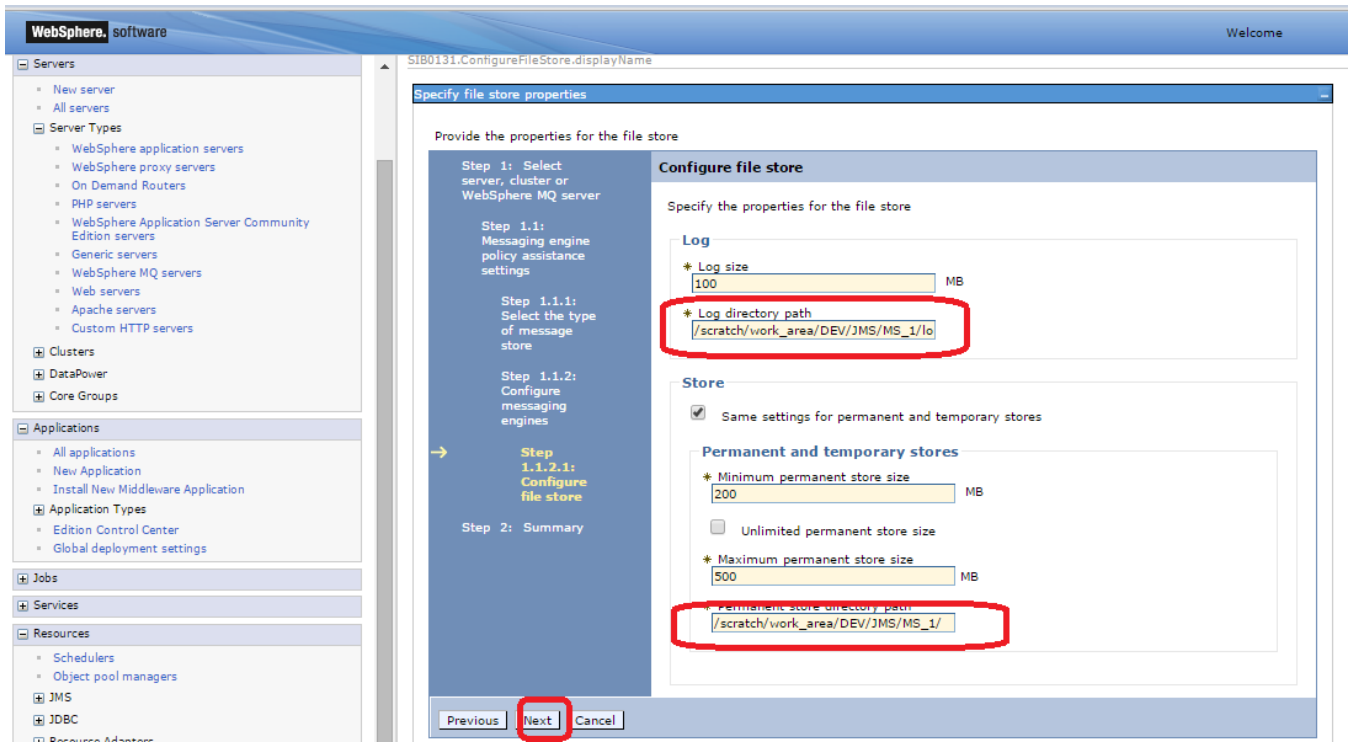 WebSphere. software
Welcome
Servers
New server
All servers
Server Types
WebSphere application servers
WebSphere proxy servers
On Demand Routers
PHP servers
WebSphere Application Server Community
Edition servers
Generic servers
WebSphere MQ servers
Web servers
Apache servers
Custom HTTP servers
Clusters
DataPower
Core Groups
Applications
All applications
New Application
Install New Middleware Application
Application Types
Edition Control Center
Global deployment settings
Jobs
Services
Resources
Schedulers
Object pool managers
JMS
JDBC
Resource Adapters
SIB0131.ConfigureFileStore.displayName
Specify file store properties
Provide the properties for the file store
Step 1: Select
server, cluster or
WebSphere MQ server
Step 1.1:
Messaging engine
policy assistance
settings
Step 1.1.1:
Select the type
of message
store
Step 1.1.2:
Configure
messaging
engines
Step
1.1.2.1:
Configure
file store
Step 2: Summary
Configure file store
Specify the properties for the file store
Log
* Log size
100 MB
* Log directory path
/scratch/work_area/DEV/JMS/MS_1/lo
Store
Same settings for permanent and temporary stores
Permanent and temporary stores
* Minimum permanent store size
200 MB
Unlimited permanent store size
* Maximum permanent store size
500 MB
* Permanent store directory path
/scratch/work_area/DEV/JMS/MS_1/
Previous Next Cancel